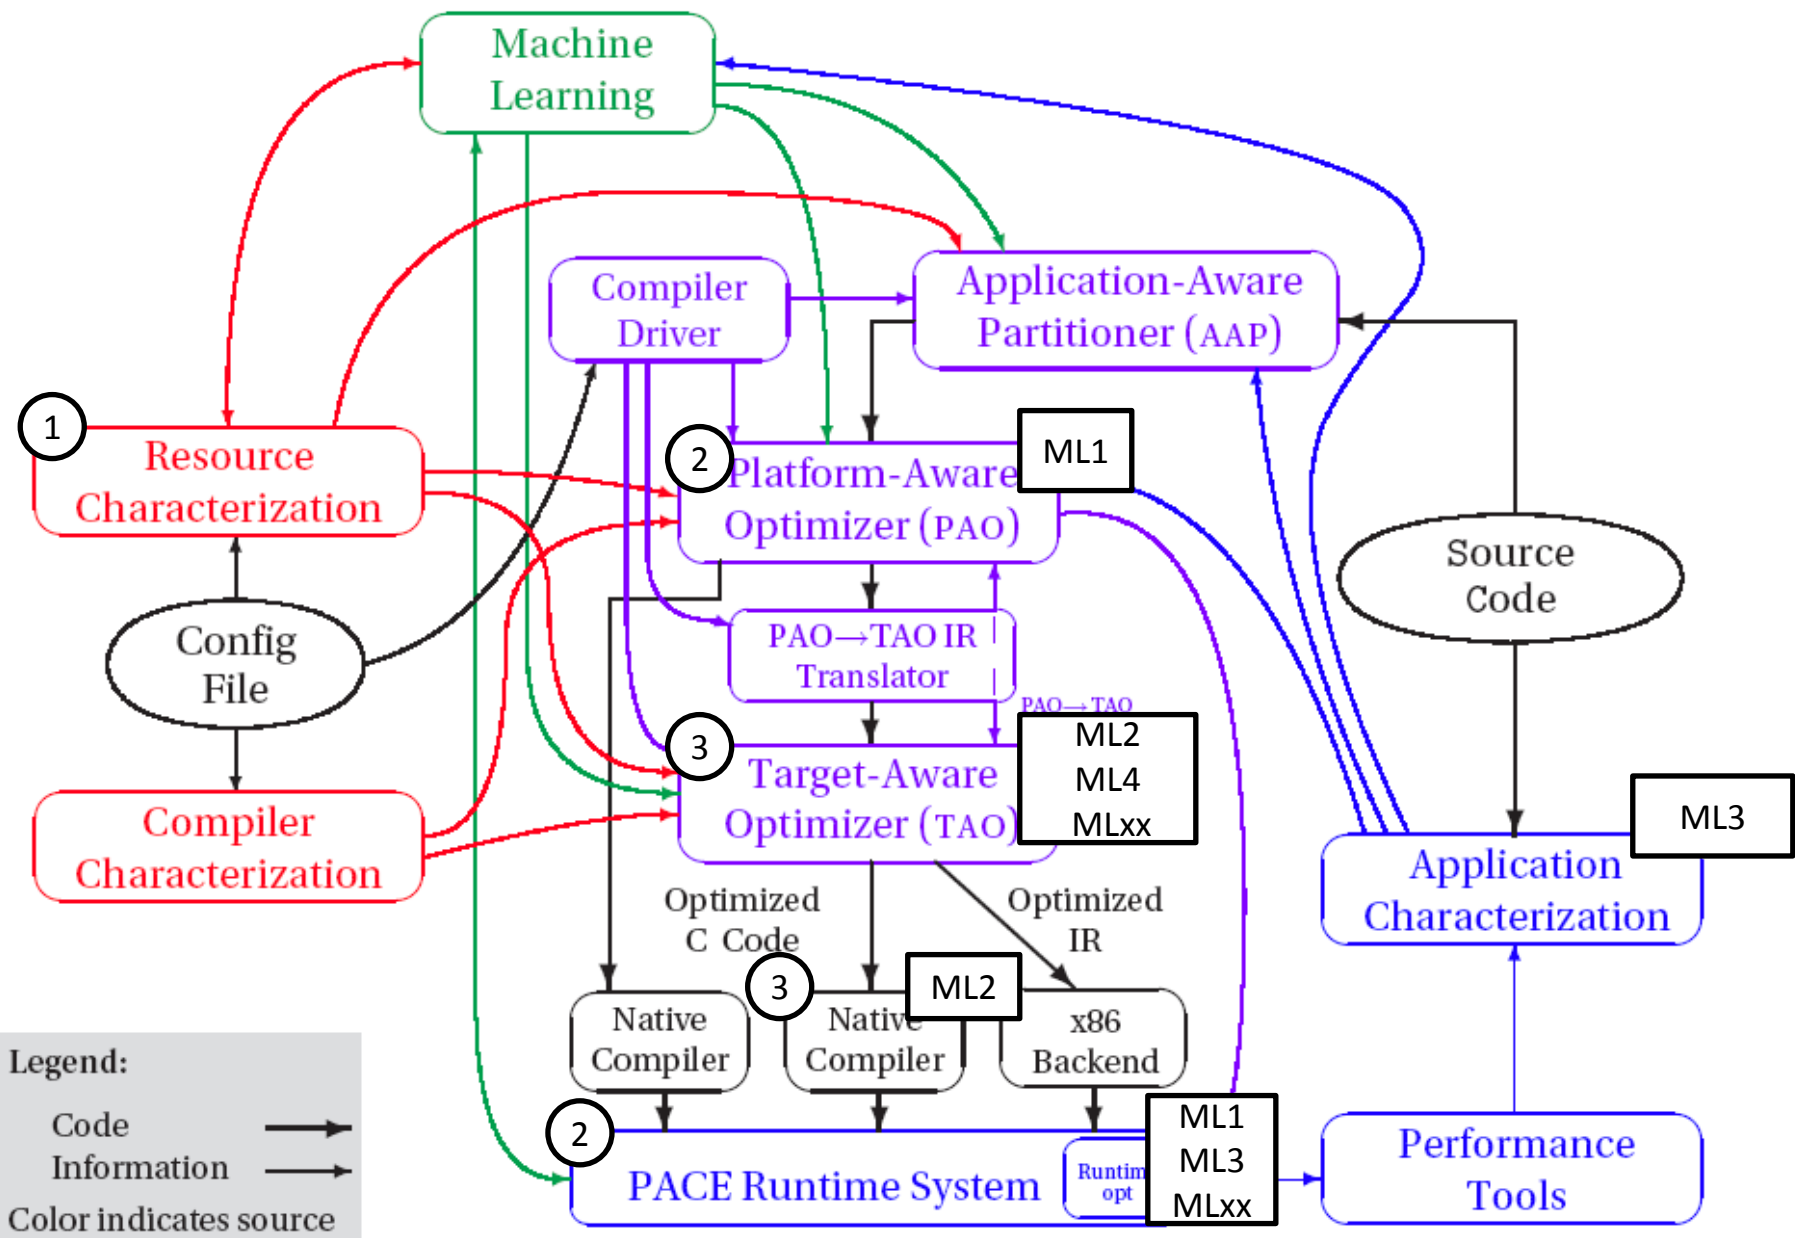 Machine
Learning
Compiler
Driver
Application-Aware
Partitioner (AAP)
1
Resource
Characterization
2
Platform-Aware
Optimizer (PAO)
ML1
Source
Code
Config
File
PAO→TAO IR
Translator
PAO→TAO
3
Target-Aware
Optimizer (TAO)
ML2
ML4
MLxx
Compiler
Characterization
ML3
Application
Characterization
Optimized
C Code
Optimized
IR
3
ML2
Native
Compiler
Native
Compiler
x86
Backend
Legend:
Code
Information
Color indicates source
2
PACE Runtime System
opt
ML1
ML3
MLxx
Performance
Tools